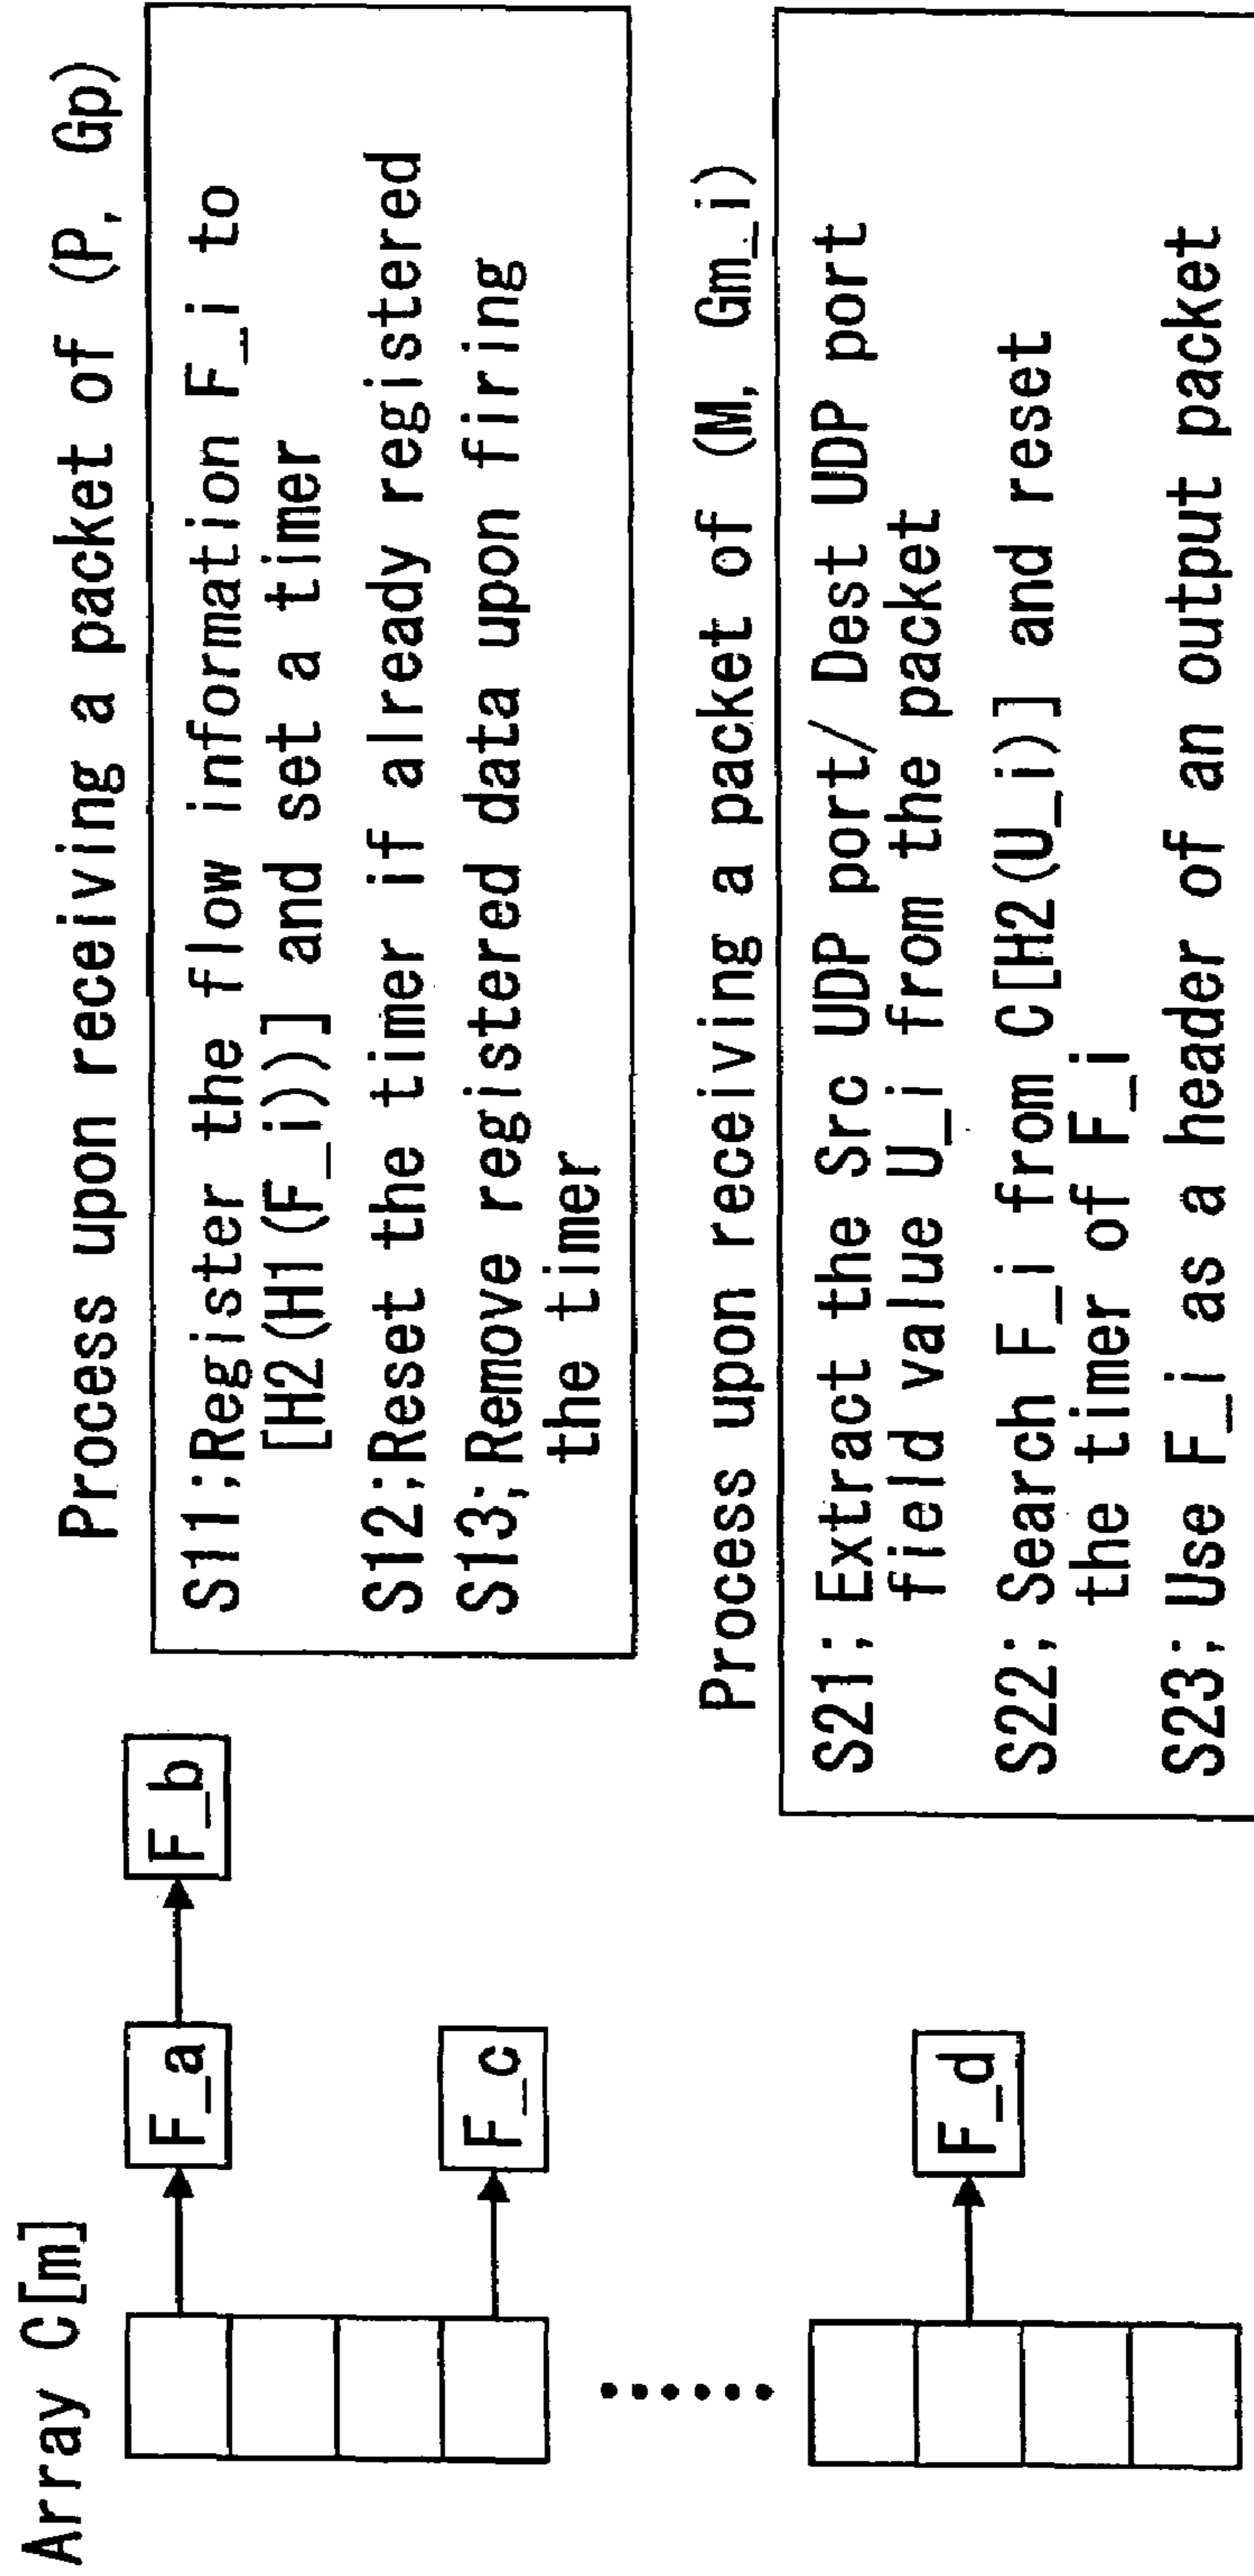 Array C[m]
F_a
F_b
F_c
F_d
Process upon receiving a packet of (P, Gp)
S11;Register the flow information F_i to
[H2(H1(F_i))] and set a timer
S12;Reset the timer if already registered
S13;Remove registered data upon firing
the timer
Process upon receiving a packet of (M, Gm_i)
S21;Extract the Src UDP port/ Dest UDP port
field value U_i from the packet
S22;Search F_i from C[H2(U_i)] and reset
the timer of F_i
S23;Use F_i as a header of an output packet